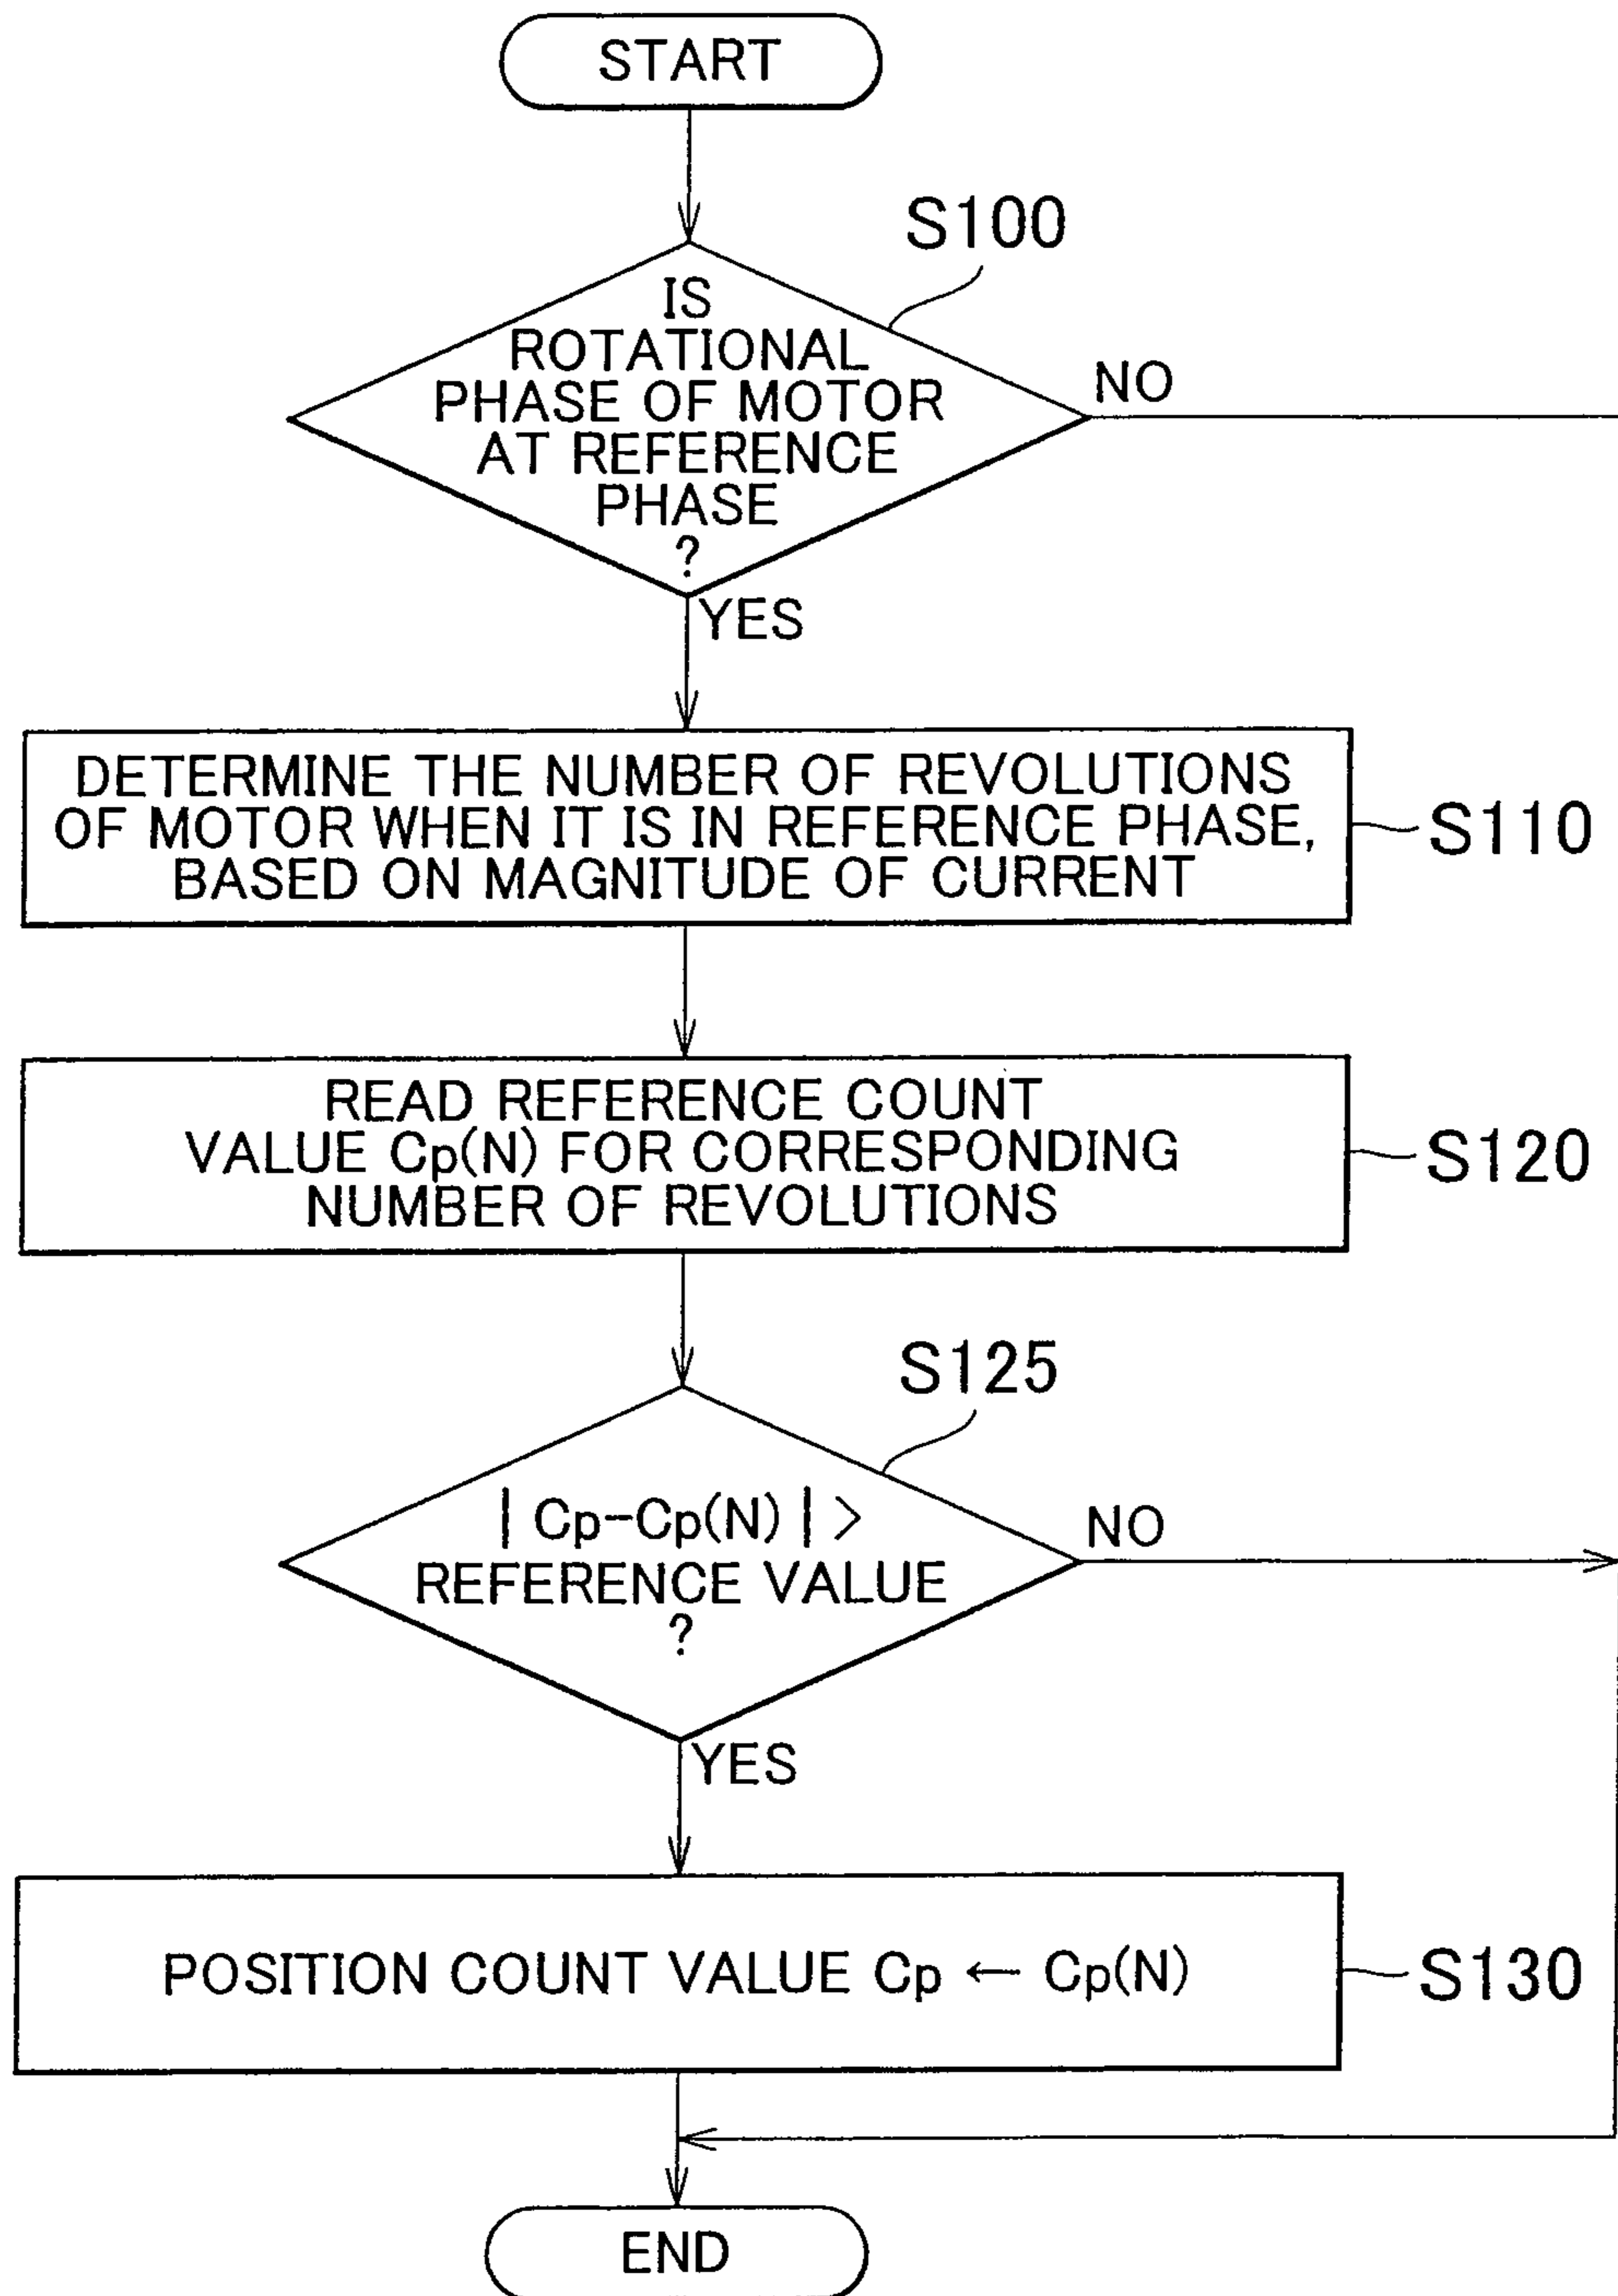 START
S100
IS
ROTATIONAL
PHASE OF MOTOR
AT REFERENCE
PHASE
?
NO
YES
DETERMINE THE NUMBER OF REVOLUTIONS
OF MOTOR WHEN IT IS IN REFERENCE PHASE,
BASED ON MAGNITUDE OF CURRENT
S110
READ REFERENCE COUNT
VALUE Cp(N) FOR CORRESPONDING
NUMBER OF REVOLUTIONS
S120
S125
| Cp-Cp(N) | >
REFERENCE VALUE
?
NO
YES
POSITION COUNT VALUE Cp ← Cp(N)
S130
END